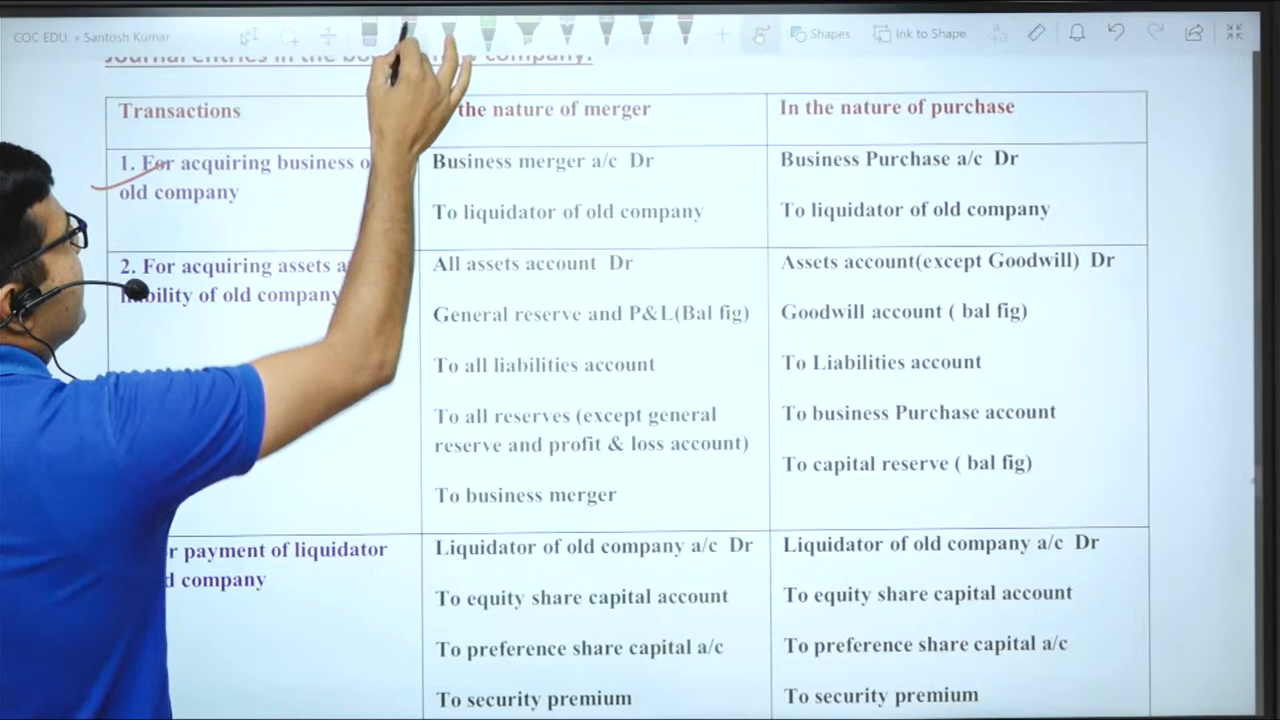 COC EDU. » Santosh Kumar
Shapes
Ink to Shape
Journal entries in the company.
Transactions
the nature of merger
In the nature of purchase
1. For acquiring business
old company
Business merger a/c Dr
To liquidator of old company
Business Purchase a/c Dr
To liquidator of old company
2. For acquiring assets
of old company
All assets account Dr
General reserve and P&L(Bal fig)
To all liabilities account
To all reserves (except general
reserve and profit & loss account)
To business merger
Assets account(except Goodwill) Dr
Goodwill account ( bal fig)
To Liabilities account
To business Purchase account
To capital reserve ( bal fig)
payment of liquidator
company
Liquidator of old company a/c Dr
To equity share capital account
To preference share capital a/c
To security premium
Liquidator of old company a/c Dr
To equity share capital account
To preference share capital a/c
To security premium